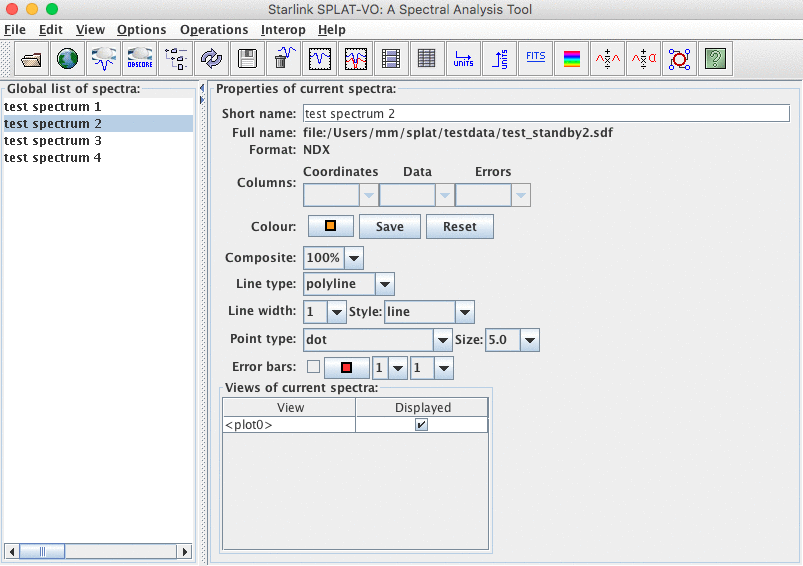 Starlink SPLAT-VO: A Spectral Analysis Tool
File Edit View Options Operations Interop Help
OBSCORE UNITS UNITS FITS ?
Global list of spectra:
test spectrum 1
test spectrum 2
test spectrum 3
test spectrum 4
Properties of current spectra:
Short name: test spectrum 2
Full name: file:/Users/mm/splat/testdata/test_standby2.sdf
Format: NDX
Coordinates Data Errors
Columns:
Colour: Save Reset
Composite: 100%
Line type: polyline
Line width: 1 Style: line
Point type: dot Size: 5.0
Error bars: 1 1
Views of current spectra:
View Displayed
<plot0>